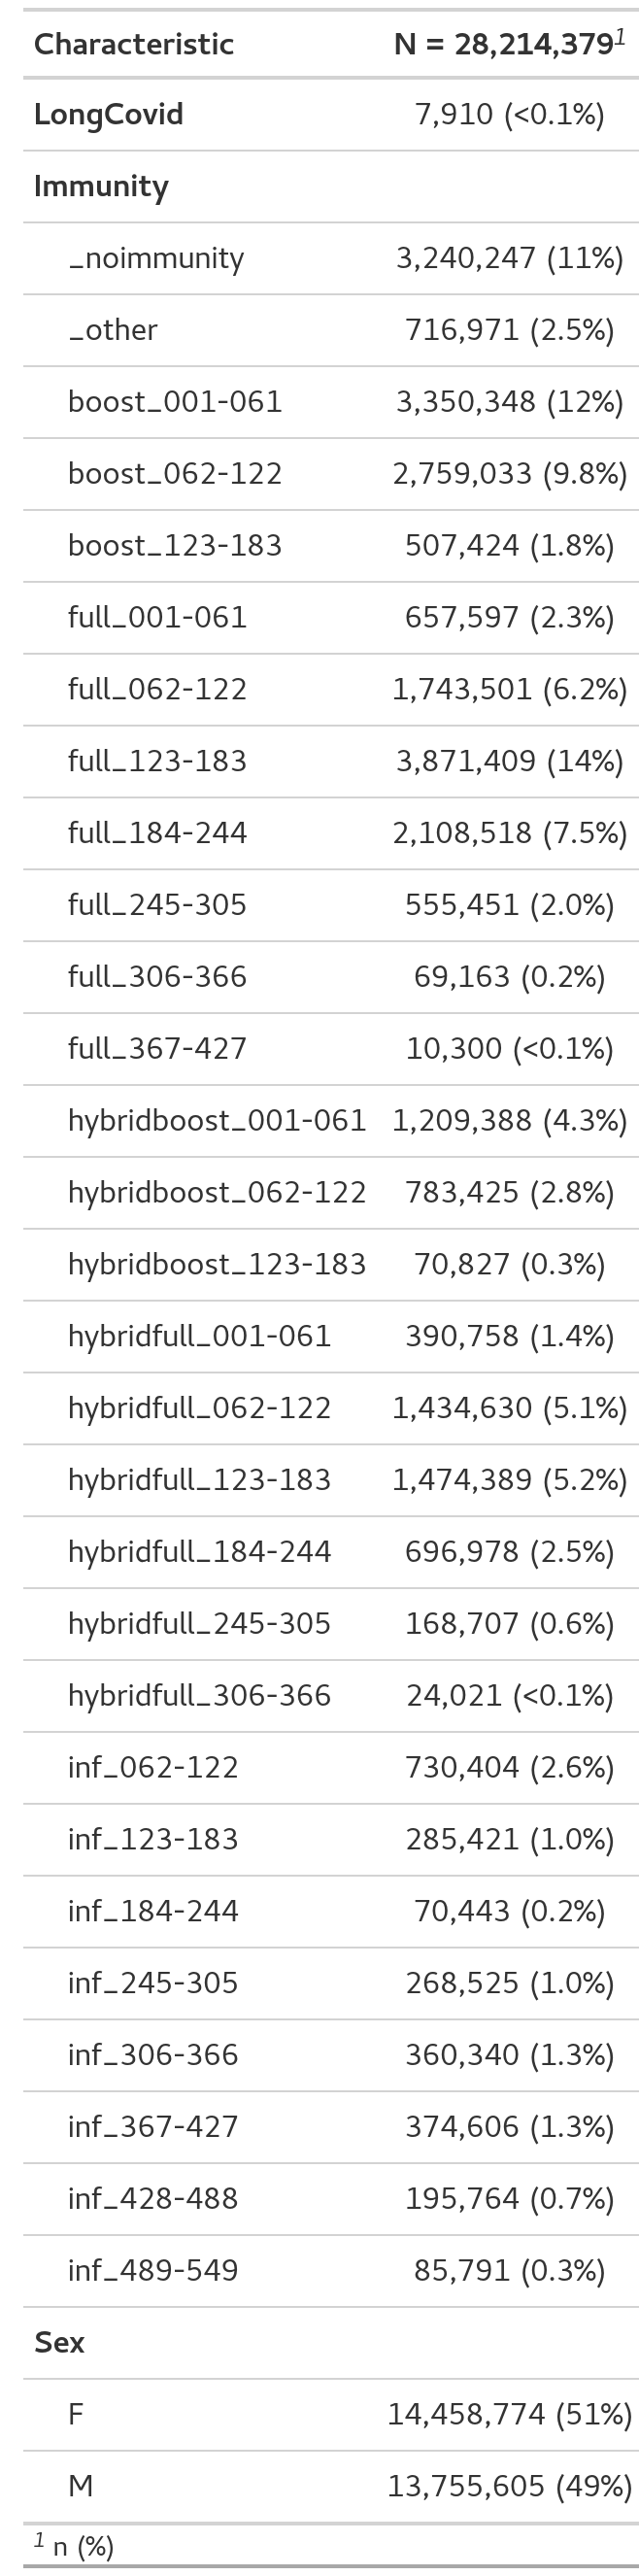 Characteristic N = 28,214,379¹
LongCovid 7,910 (<0.1%)
Immunity
_noimmunity 3,240,247 (11%)
_other 716,971 (2.5%)
boost_001-061 3,350,348 (12%)
boost_062-122 2,759,033 (9.8%)
boost_123-183 507,424 (1.8%)
full_001-061 657,597 (2.3%)
full_062-122 1,743,501 (6.2%)
full_123-183 3,871,409 (14%)
full_184-244 2,108,518 (7.5%)
full_245-305 555,451 (2.0%)
full_306-366 69,163 (0.2%)
full_367-427 10,300 (<0.1%)
hybridboost_001-061 1,209,388 (4.3%)
hybridboost_062-122 783,425 (2.8%)
hybridboost_123-183 70,827 (0.3%)
hybridfull_001-061 390,758 (1.4%)
hybridfull_062-122 1,434,630 (5.1%)
hybridfull_123-183 1,474,389 (5.2%)
hybridfull_184-244 696,978 (2.5%)
hybridfull_245-305 168,707 (0.6%)
hybridfull_306-366 24,021 (<0.1%)
inf_062-122 730,404 (2.6%)
inf_123-183 285,421 (1.0%)
inf_184-244 70,443 (0.2%)
inf_245-305 268,525 (1.0%)
inf_306-366 360,340 (1.3%)
inf_367-427 374,606 (1.3%)
inf_428-488 195,764 (0.7%)
inf_489-549 85,791 (0.3%)
Sex
F 14,458,774 (51%)
M 13,755,605 (49%)
¹ n (%)